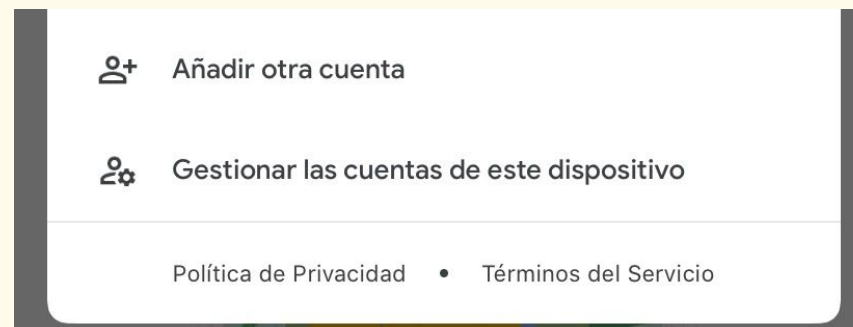 Añadir otra cuenta
Gestionar las cuentas de este dispositivo
Política de Privacidad • Términos del Servicio